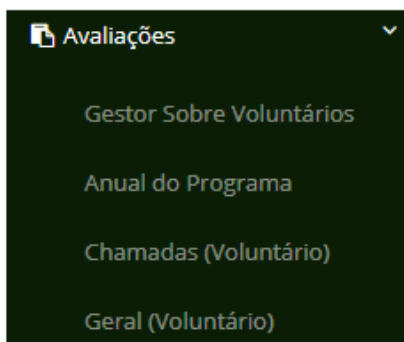 Avaliações
Gestor Sobre Voluntários
Anual do Programa
Chamadas (Voluntário)
Geral (Voluntário)